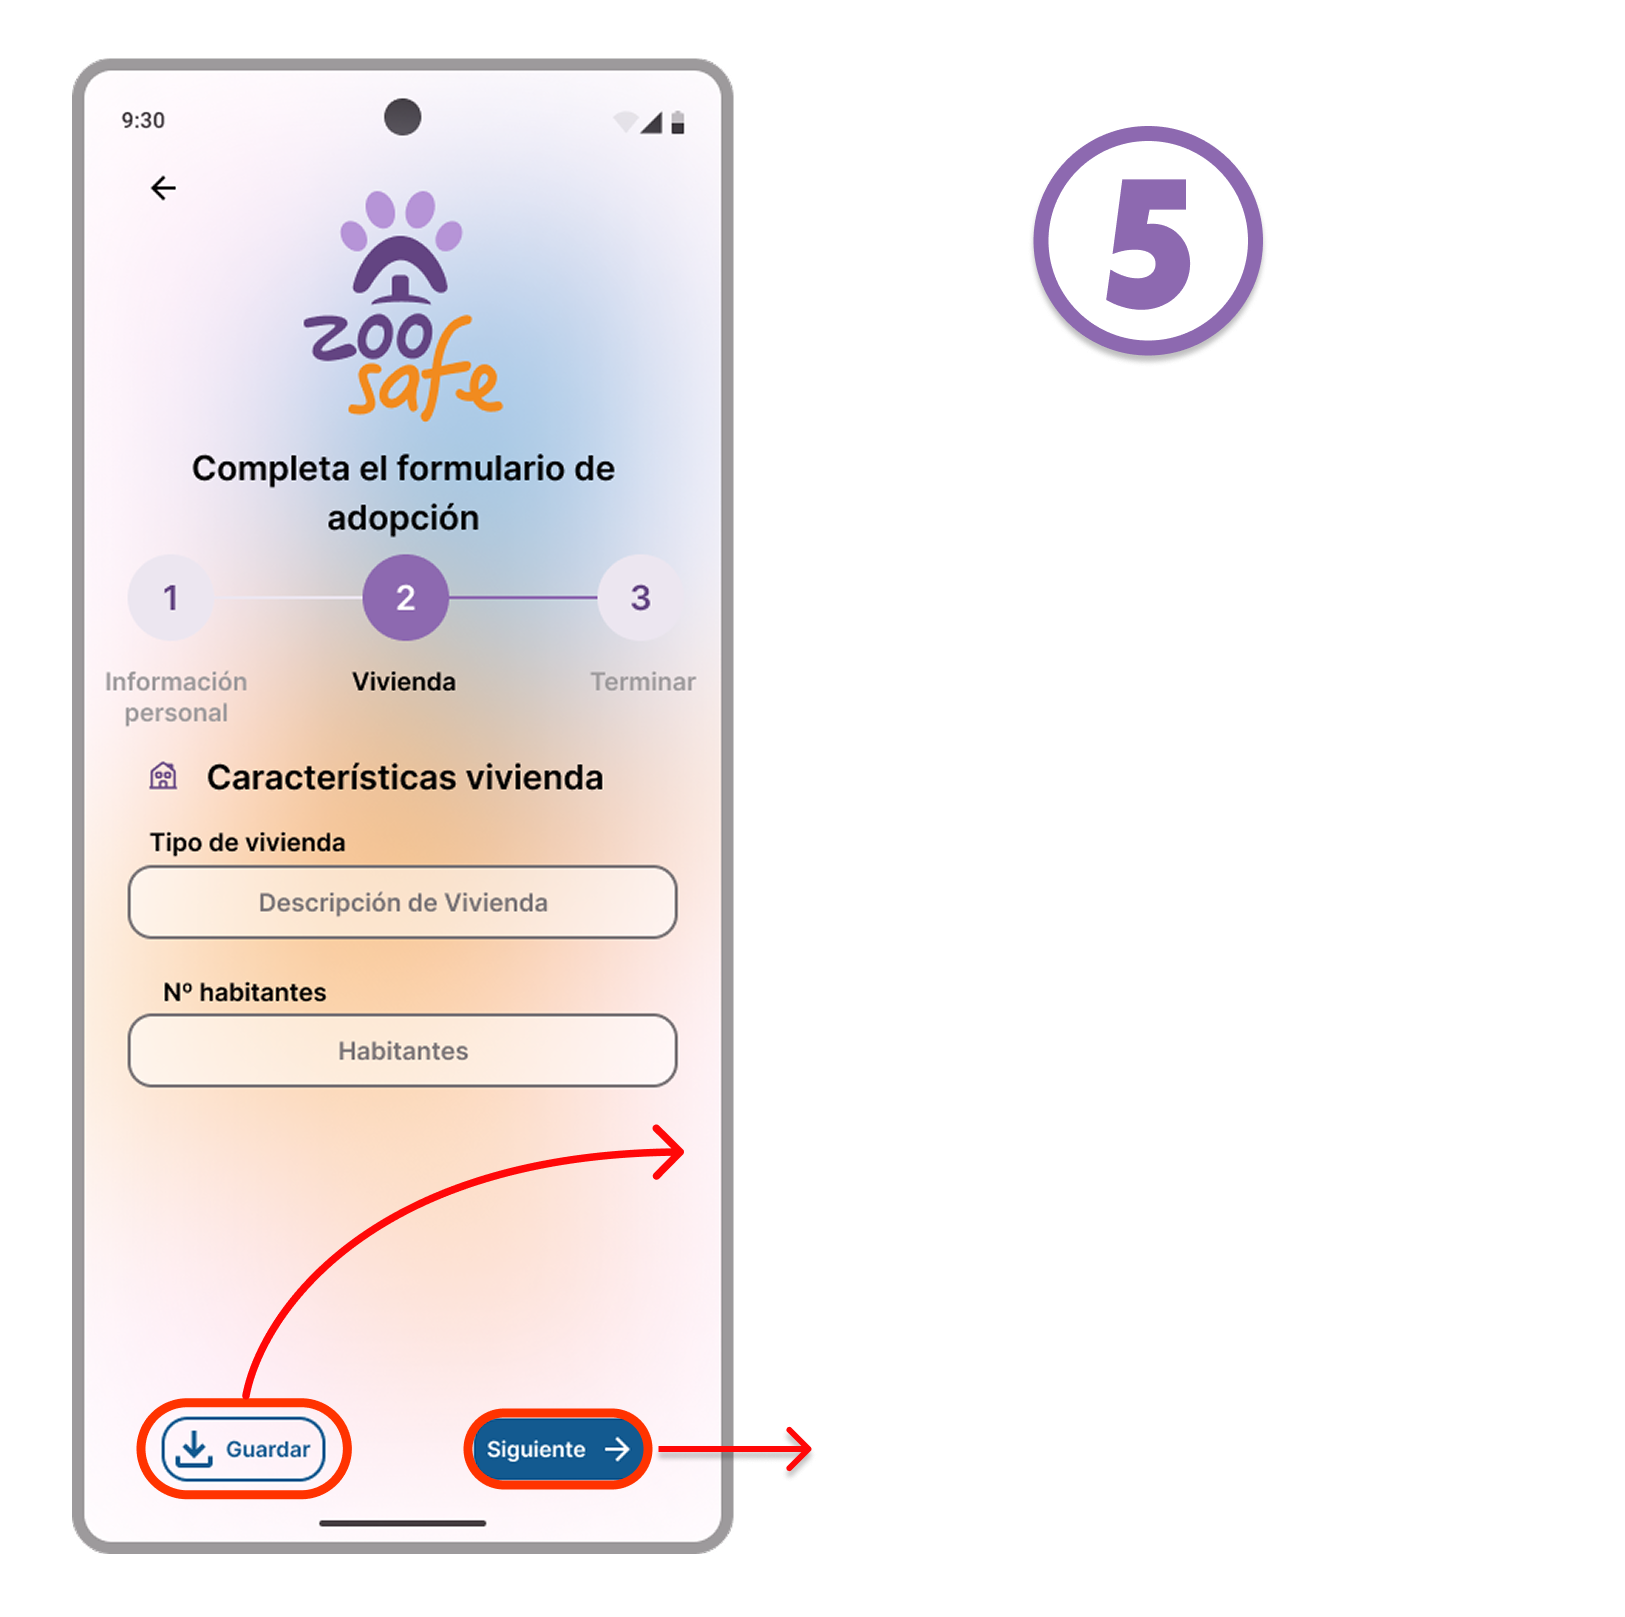 9:30
5
zoo
safe
Completa el formulario de
adopción
1
2
3
Información
personal
Vivienda
Terminar
Características vivienda
Tipo de vivienda
Descripción de Vivienda
Nº habitantes
Habitantes
Guardar
Siguiente